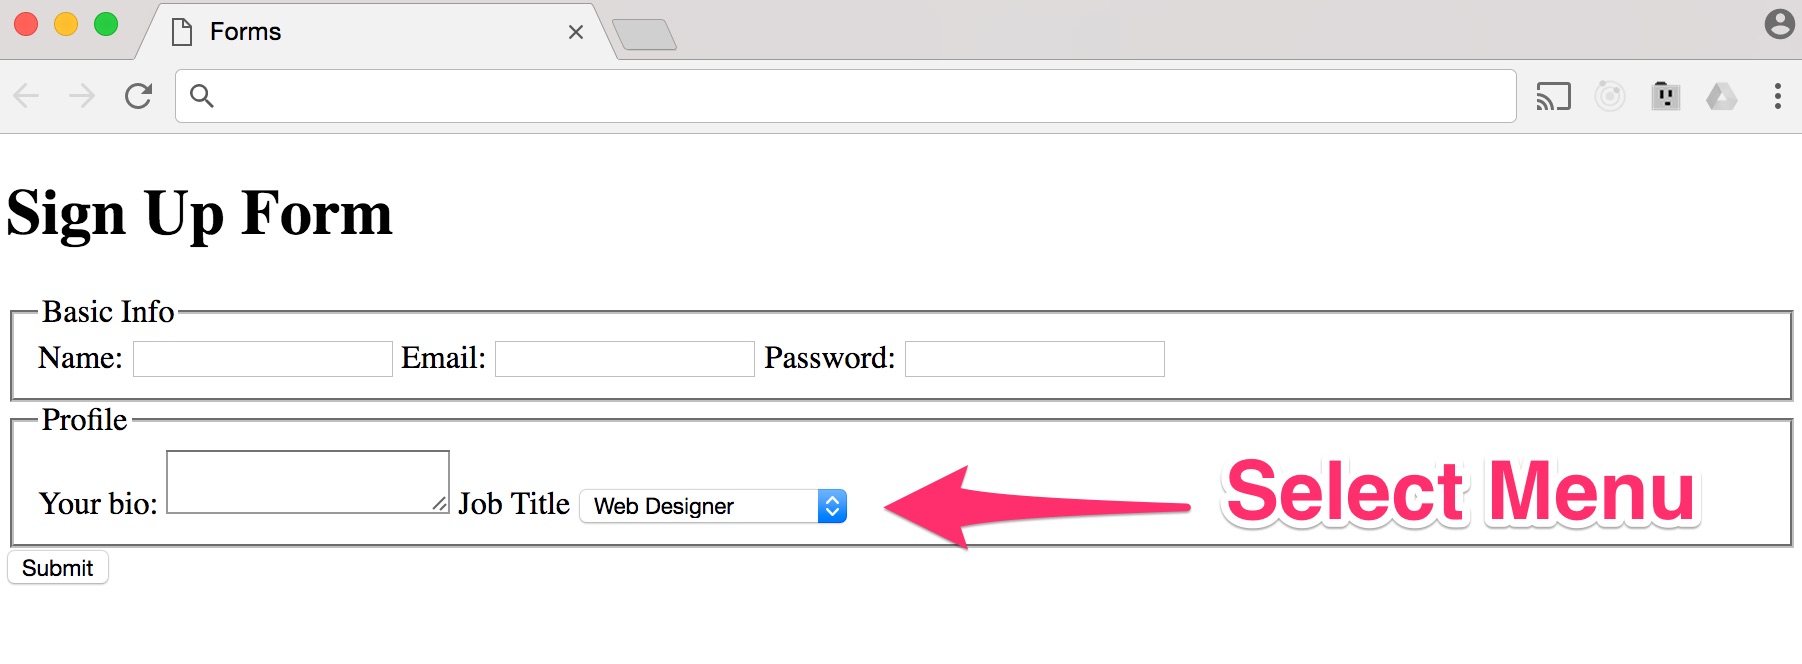 Forms
Sign Up Form
Basic Info
Name: Email: Password:
Profile
Your bio: Job Title Web Designer Select Menu
Submit